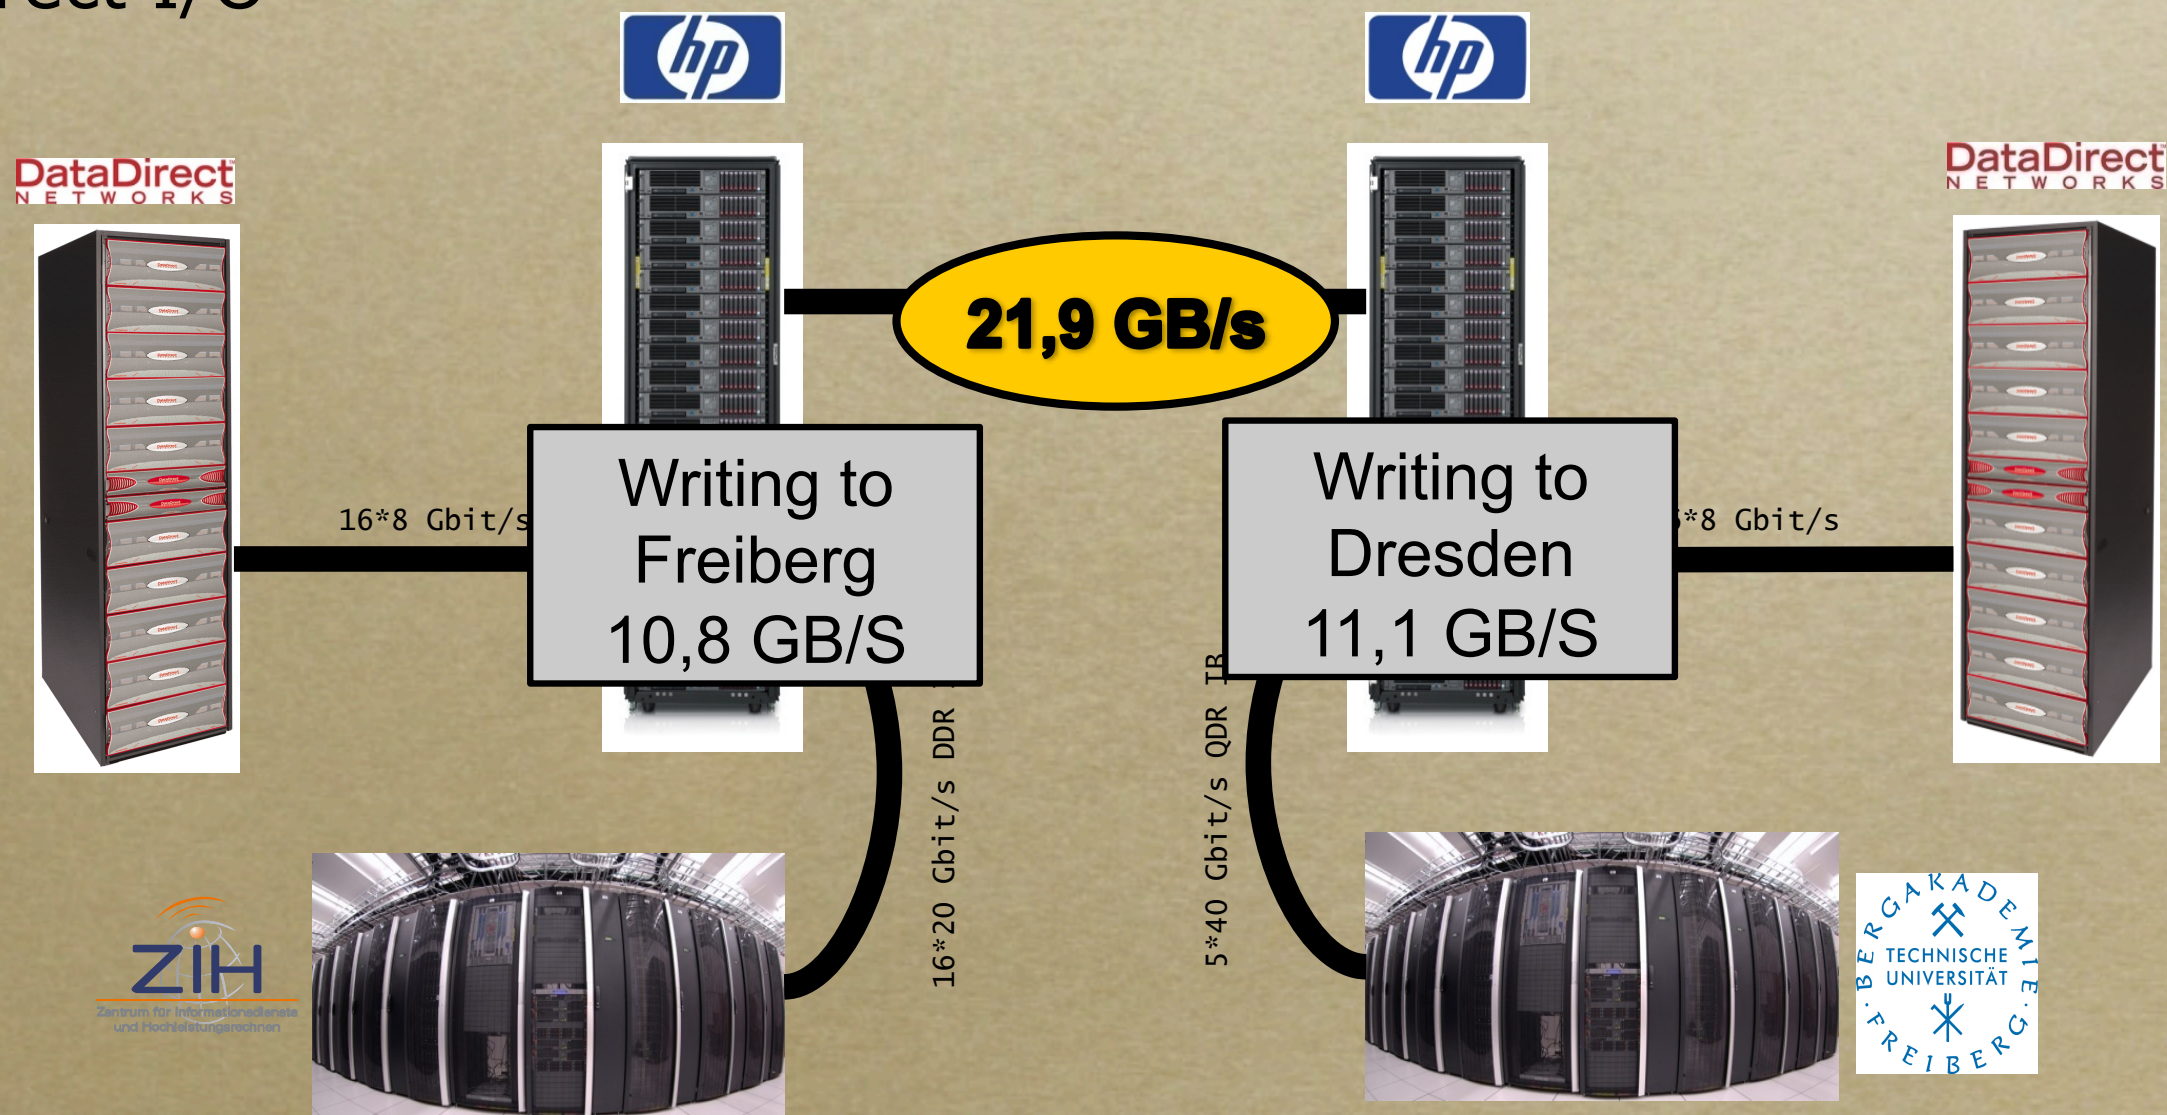 I/O
hp
hp
DataDirect
NETWORKS
DataDirect
NETWORKS
21,9 GB/s
Writing to
Freiberg
10,8 GB/S
Writing to
Dresden
11,1 GB/S
16*8 Gbit/s
*8 Gbit/s
16*20 Gbit/s DDR
5*40 Gbit/s QDR IB
ZIH
Zentrum für Informationsdienste
und Hochleistungsrechnen
BERGAKADEMIE · FREIBERG ·
TECHNISCHE
UNIVERSITÄT